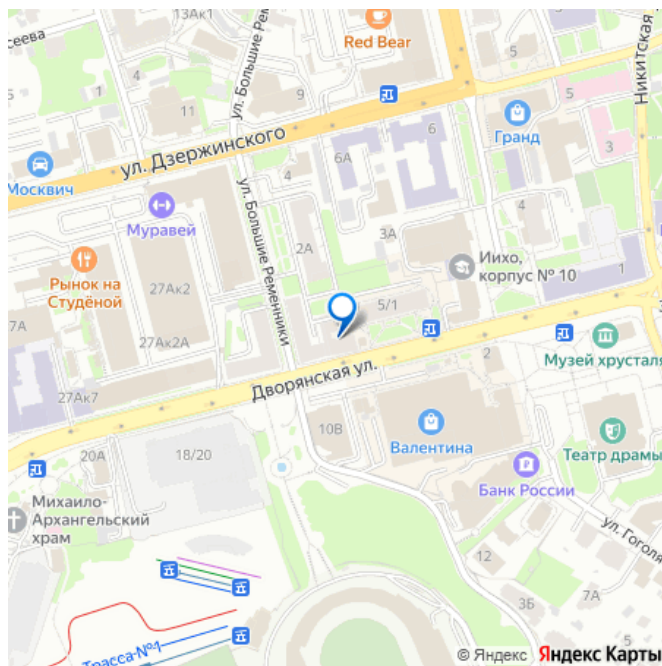 13Ак1
сеева
5
Red Bear
ул. Большие Рем
Никитская
11
9
5
ул. Дзержинского
Гранд
6
3
4
6А
Москвич
Муравей
4
ул. Большие Ременники
2А
3А
Иихо,
корпус № 10
1
Рынок на
Студёной
27Ак2
5/1
7А
27Ак2А
2
Музей хрусталя
Дворянская ул.
27Ак7
10В
Валентина
Театр драмы
20А
18/20
Банк России
Михаило-
Архангельский
храм
ул. Гоголя
12
3Б
7А
5
Трасса-№1
© Яндекс Яндекс Карты